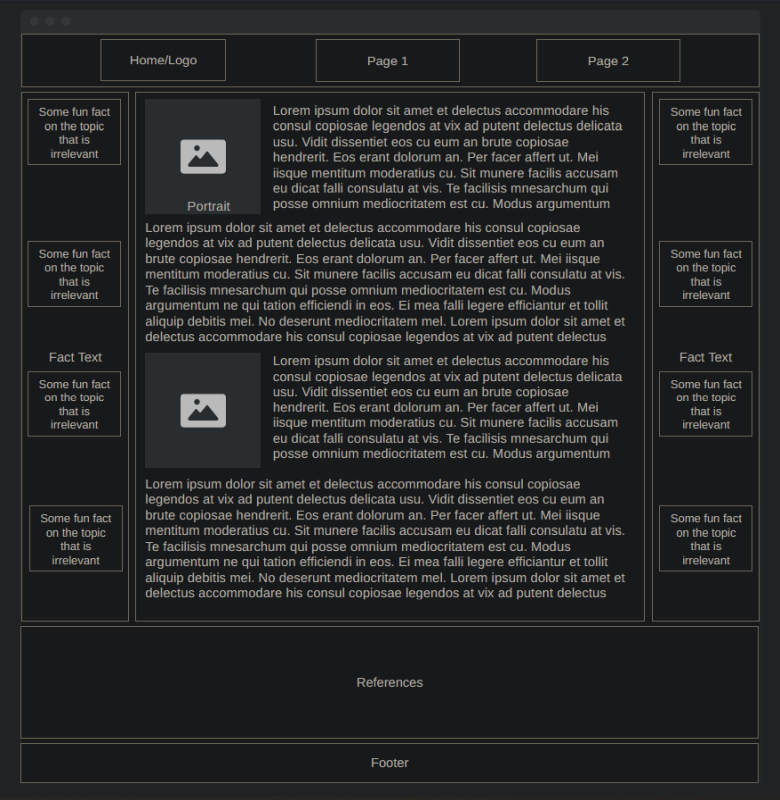 Home/Logo
Page 1
Page 2
Some fun fact
on the topic
that is
irrelevant
Some fun fact
on the topic
that is
irrelevant
Fact Text
Some fun fact
on the topic
that is
irrelevant
Some fun fact
on the topic
that is
irrelevant
Portrait
Lorem ipsum dolor sit amet et delectus accommodare his
consul copiosae legendos at vix ad putent delectus delicata
usu. Vidit dissentiet eos cu eum an brute copiosae
hendrerit. Eos erant dolorum an. Per facer affert ut. Mei
iisque mentitum moderatius cu. Sit munere facilis accusam
eu dicat falli consulatu at vis. Te facilisis mnesarchum qui
posse omnium mediocritatem est cu. Modus argumentum
Lorem ipsum dolor sit amet et delectus accommodare his consul copiosae
legendos at vix ad putent delectus delicata usu. Vidit dissentiet eos cu eum an
brute copiosae hendrerit. Eos erant dolorum an. Per facer affert ut. Mei iisque
mentitum moderatius cu. Sit munere facilis accusam eu dicat falli consulatu at vis.
Te facilisis mnesarchum qui posse omnium mediocritatem est cu. Modus
argumentum ne qui tation efficiendi in eos. Ei mea falli legere efficiantur et tollit
aliquip debitis mei. No deserunt mediocritatem mel. Lorem ipsum dolor sit amet et
delectus accommodare his consul copiosae legendos at vix ad putent delectus
Lorem ipsum dolor sit amet et delectus accommodare his
consul copiosae legendos at vix ad putent delectus delicata
usu. Vidit dissentiet eos cu eum an brute copiosae
hendrerit. Eos erant dolorum an. Per facer affert ut. Mei
iisque mentitum moderatius cu. Sit munere facilis accusam
eu dicat falli consulatu at vis. Te facilisis mnesarchum qui
posse omnium mediocritatem est cu. Modus argumentum
Lorem ipsum dolor sit amet et delectus accommodare his consul copiosae
legendos at vix ad putent delectus delicata usu. Vidit dissentiet eos cu eum an
brute copiosae hendrerit. Eos erant dolorum an. Per facer affert ut. Mei iisque
mentitum moderatius cu. Sit munere facilis accusam eu dicat falli consulatu at vis.
Te facilisis mnesarchum qui posse omnium mediocritatem est cu. Modus
argumentum ne qui tation efficiendi in eos. Ei mea falli legere efficiantur et tollit
aliquip debitis mei. No deserunt mediocritatem mel. Lorem ipsum dolor sit amet et
delectus accommodare his consul copiosae legendos at vix ad putent delectus
Some fun fact
on the topic
that is
irrelevant
Some fun fact
on the topic
that is
irrelevant
Fact Text
Some fun fact
on the topic
that is
irrelevant
Some fun fact
on the topic
that is
irrelevant
References
Footer